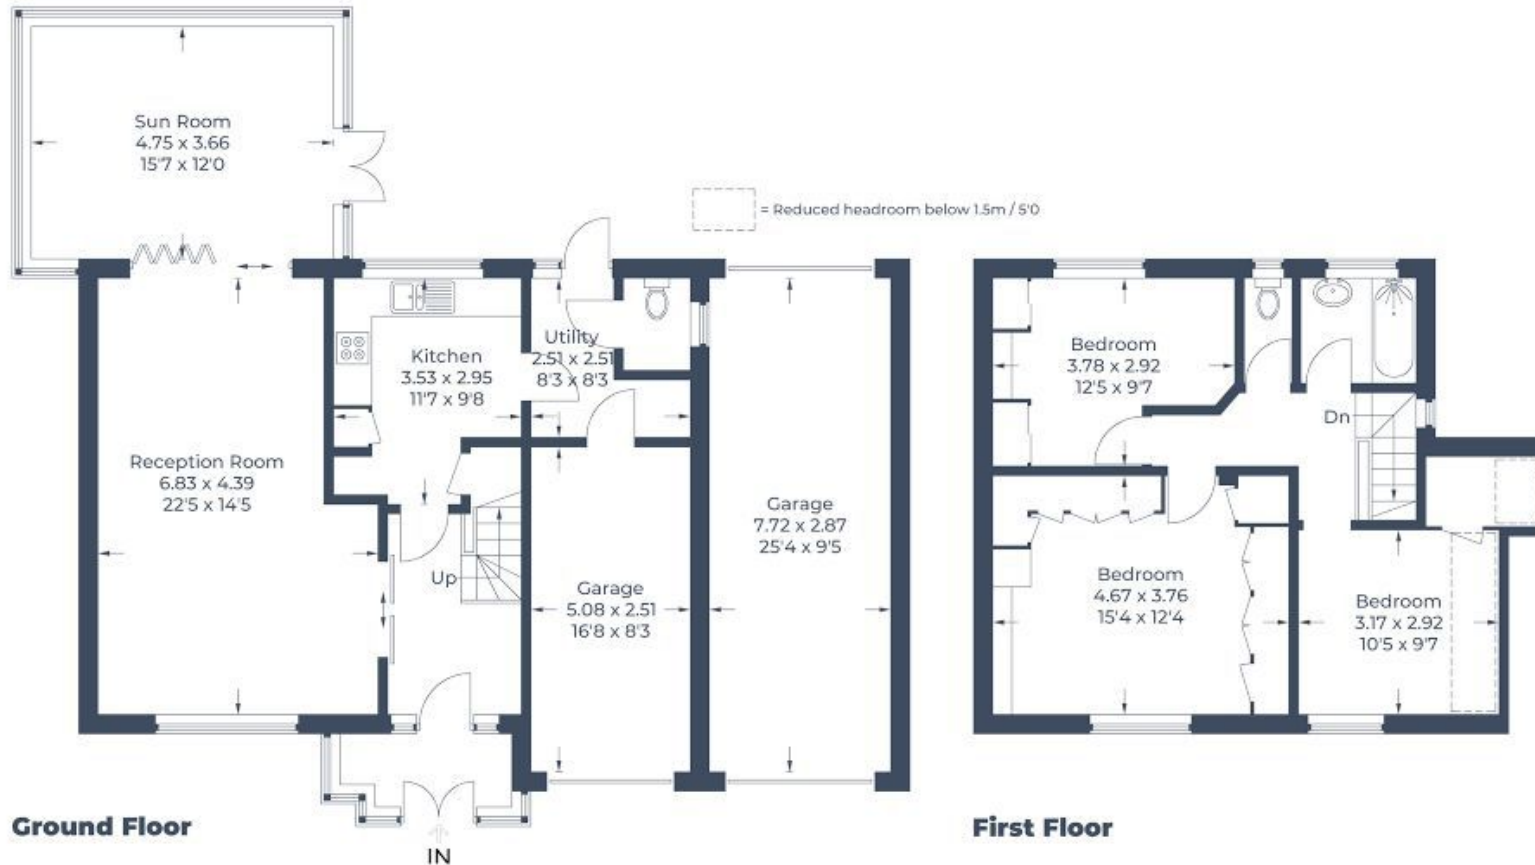 Sun Room
4.75 x 3.66
15'7 x 12'0
= Reduced headroom below 1.5m / 5'0
Utility
2.51 x 2.51
8'3 x 8'3
Kitchen
3.53 x 2.95
11'7 x 9'8
Reception Room
6.83 x 4.39
22'5 x 14'5
Up
Garage
5.08 x 2.51
16'8 x 8'3
Garage
7.72 x 2.87
25'4 x 9'5
IN
Ground Floor
Bedroom
3.78 x 2.92
12'5 x 9'7
Dn
Bedroom
4.67 x 3.76
15'4 x 12'4
Bedroom
3.17 x 2.92
10'5 x 9'7
First Floor